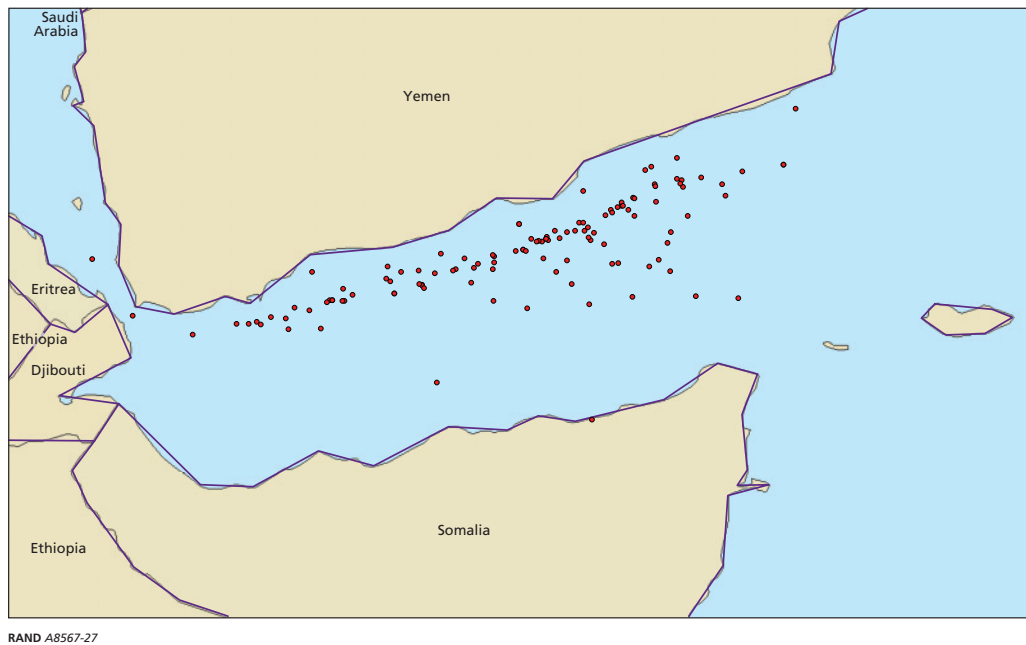 Saudi
Arabia
Yemen
Eritrea
Ethiopia
Djibouti
Somalia
Ethiopia
RAND A8567-27